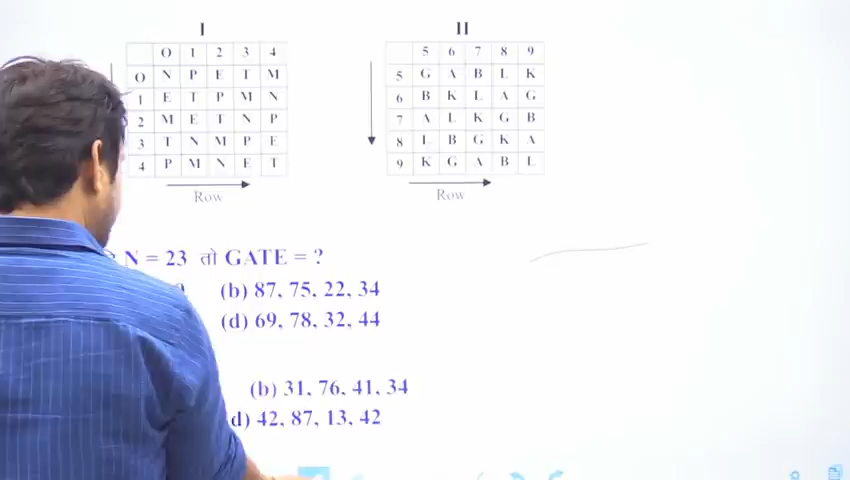 I II
O 1 2 3 4
O N P E T M
1 E T P M N
2 M E T N P
3 T N M P E
4 P M N E T
Row
5 6 7 8 9
5 G A B L K
6 B K L A G
7 A L K G B
8 L B G K A
9 K G A B L
Row
N = 23 तो GATE = ?
(b) 87, 75, 22, 34
(d) 69, 78, 32, 44
(b) 31, 76, 41, 34
d) 42, 87, 13, 42